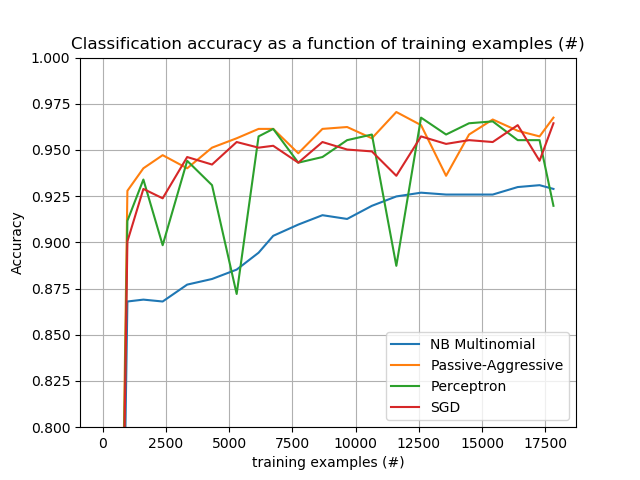 Classification accuracy as a function of training examples (#)
1.000
0.975
0.950
0.925
0.900
0.875
0.850
0.825
0.800
Accuracy
NB Multinomial
Passive-Aggressive
Perceptron
SGD
0 2500 5000 7500 10000 12500 15000 17500
training examples (#)